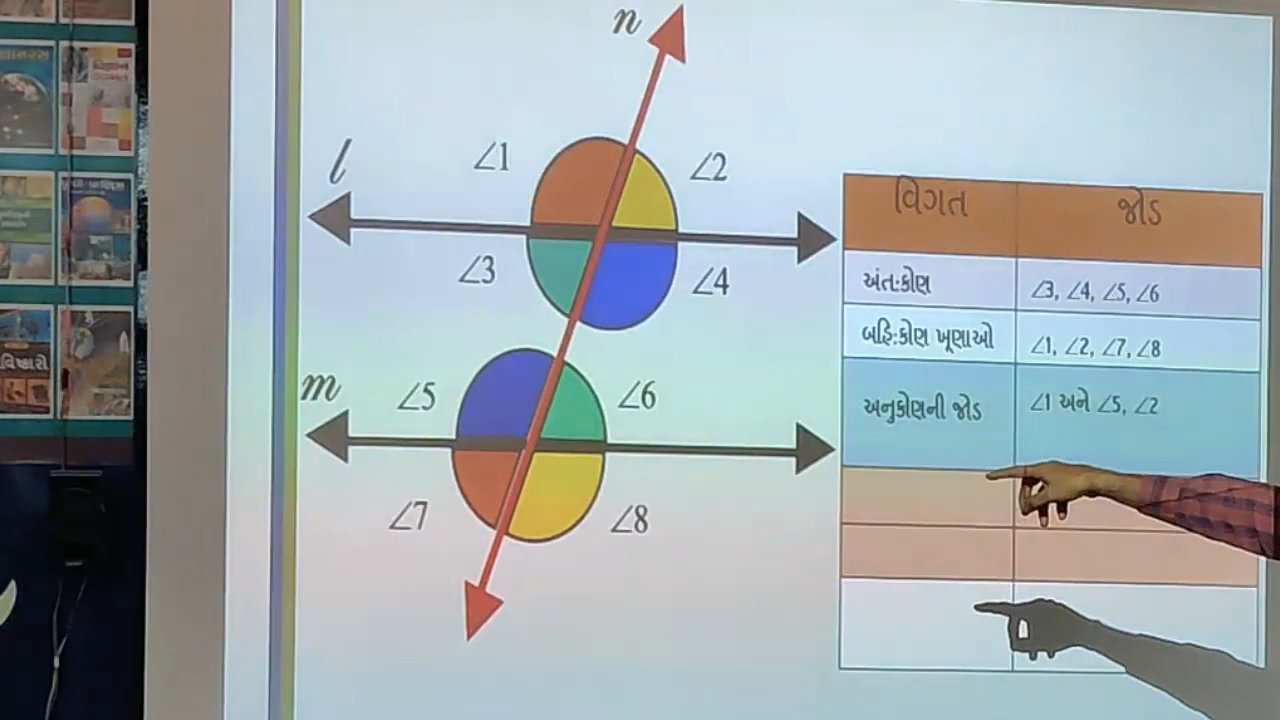 n
l
∠1
∠2
∠3
∠4
m
∠5
∠6
∠7
∠8
વિગત
જોડ
અંતઃકોણ
∠3, ∠4, ∠5, ∠6
બહિઃકોણ ખૂણાઓ
∠1, ∠2, ∠7, ∠8
અનુકોણની જોડ
∠1 અને ∠5, ∠2